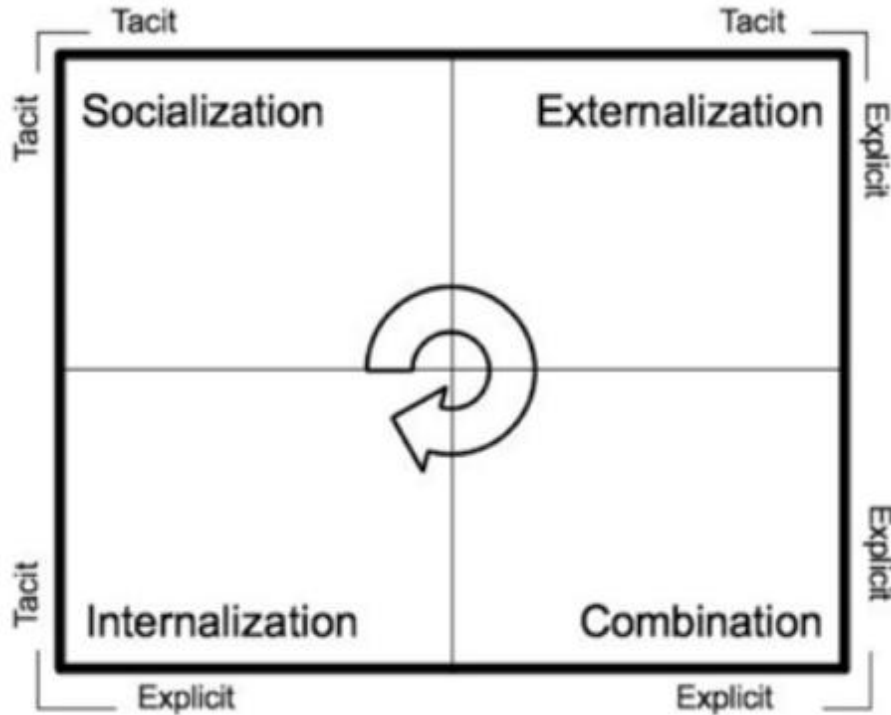 Tacit
Tacit
Tacit
Socialization
Externalization
Explicit
Tacit
Internalization
Combination
Explicit
Explicit
Explicit